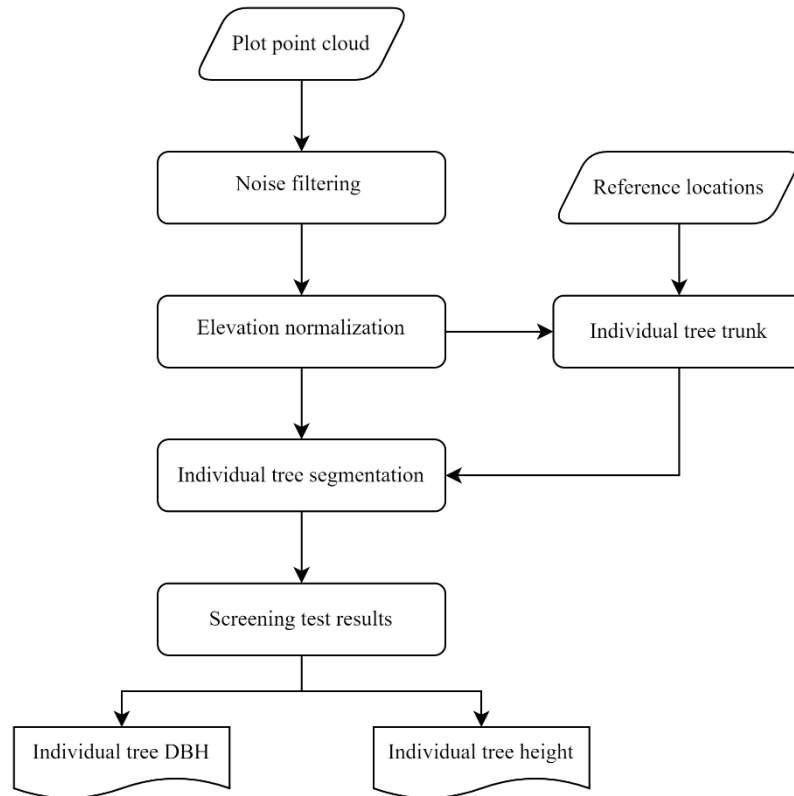 Plot point cloud
Noise filtering
Reference locations
Elevation normalization
Individual tree trunk
Individual tree segmentation
Screening test results
Individual tree DBH
Individual tree height